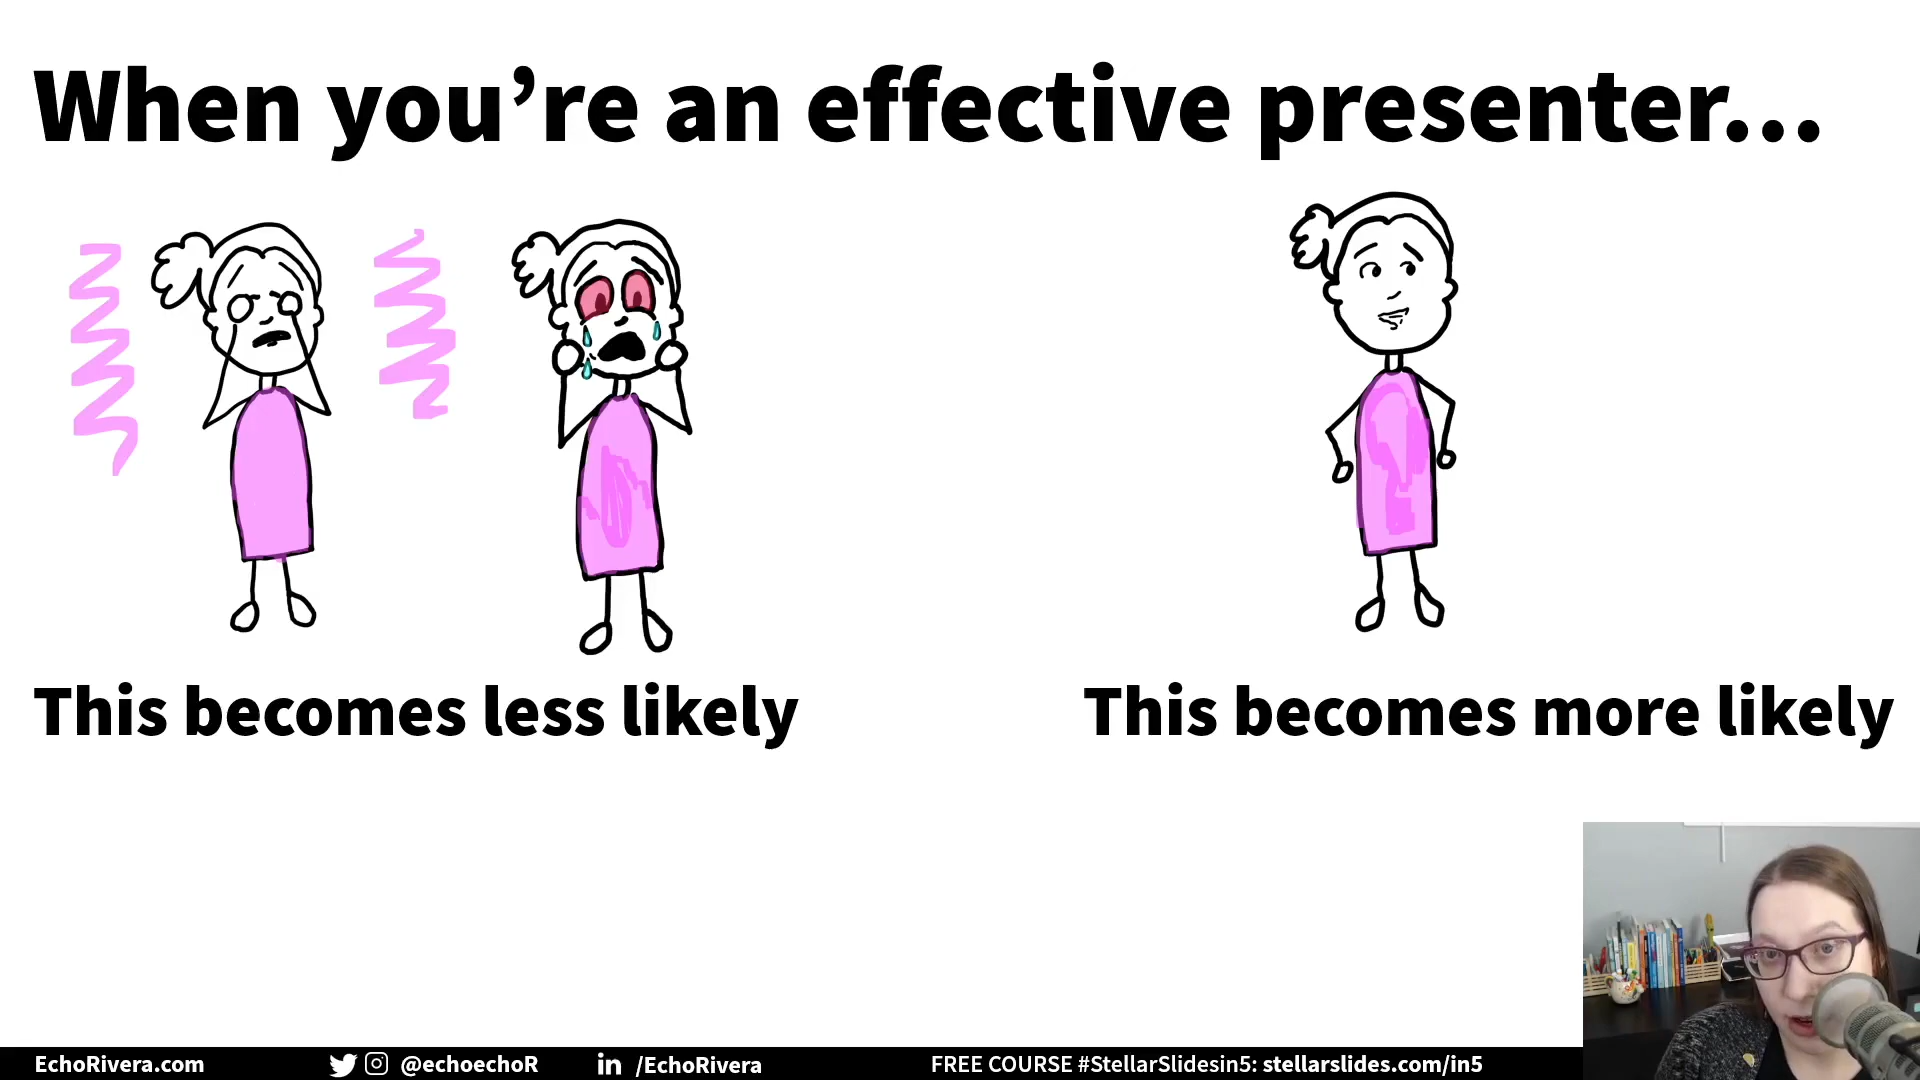 When you’re an effective presenter...
This becomes less likely
This becomes more likely
EchoRivera.com
@echoechoR
in /EchoRivera
FREE COURSE #StellarSlidesin5: stellarslides.com/in5